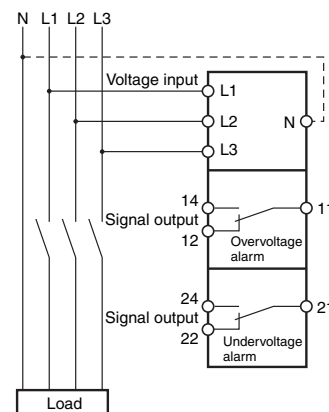 N L1 L2 L3
Voltage input
L1
L2
N
L3
14
Signal output
12
11
Overvoltage
alarm
24
Signal output
22
Undervoltage
alarm
Load